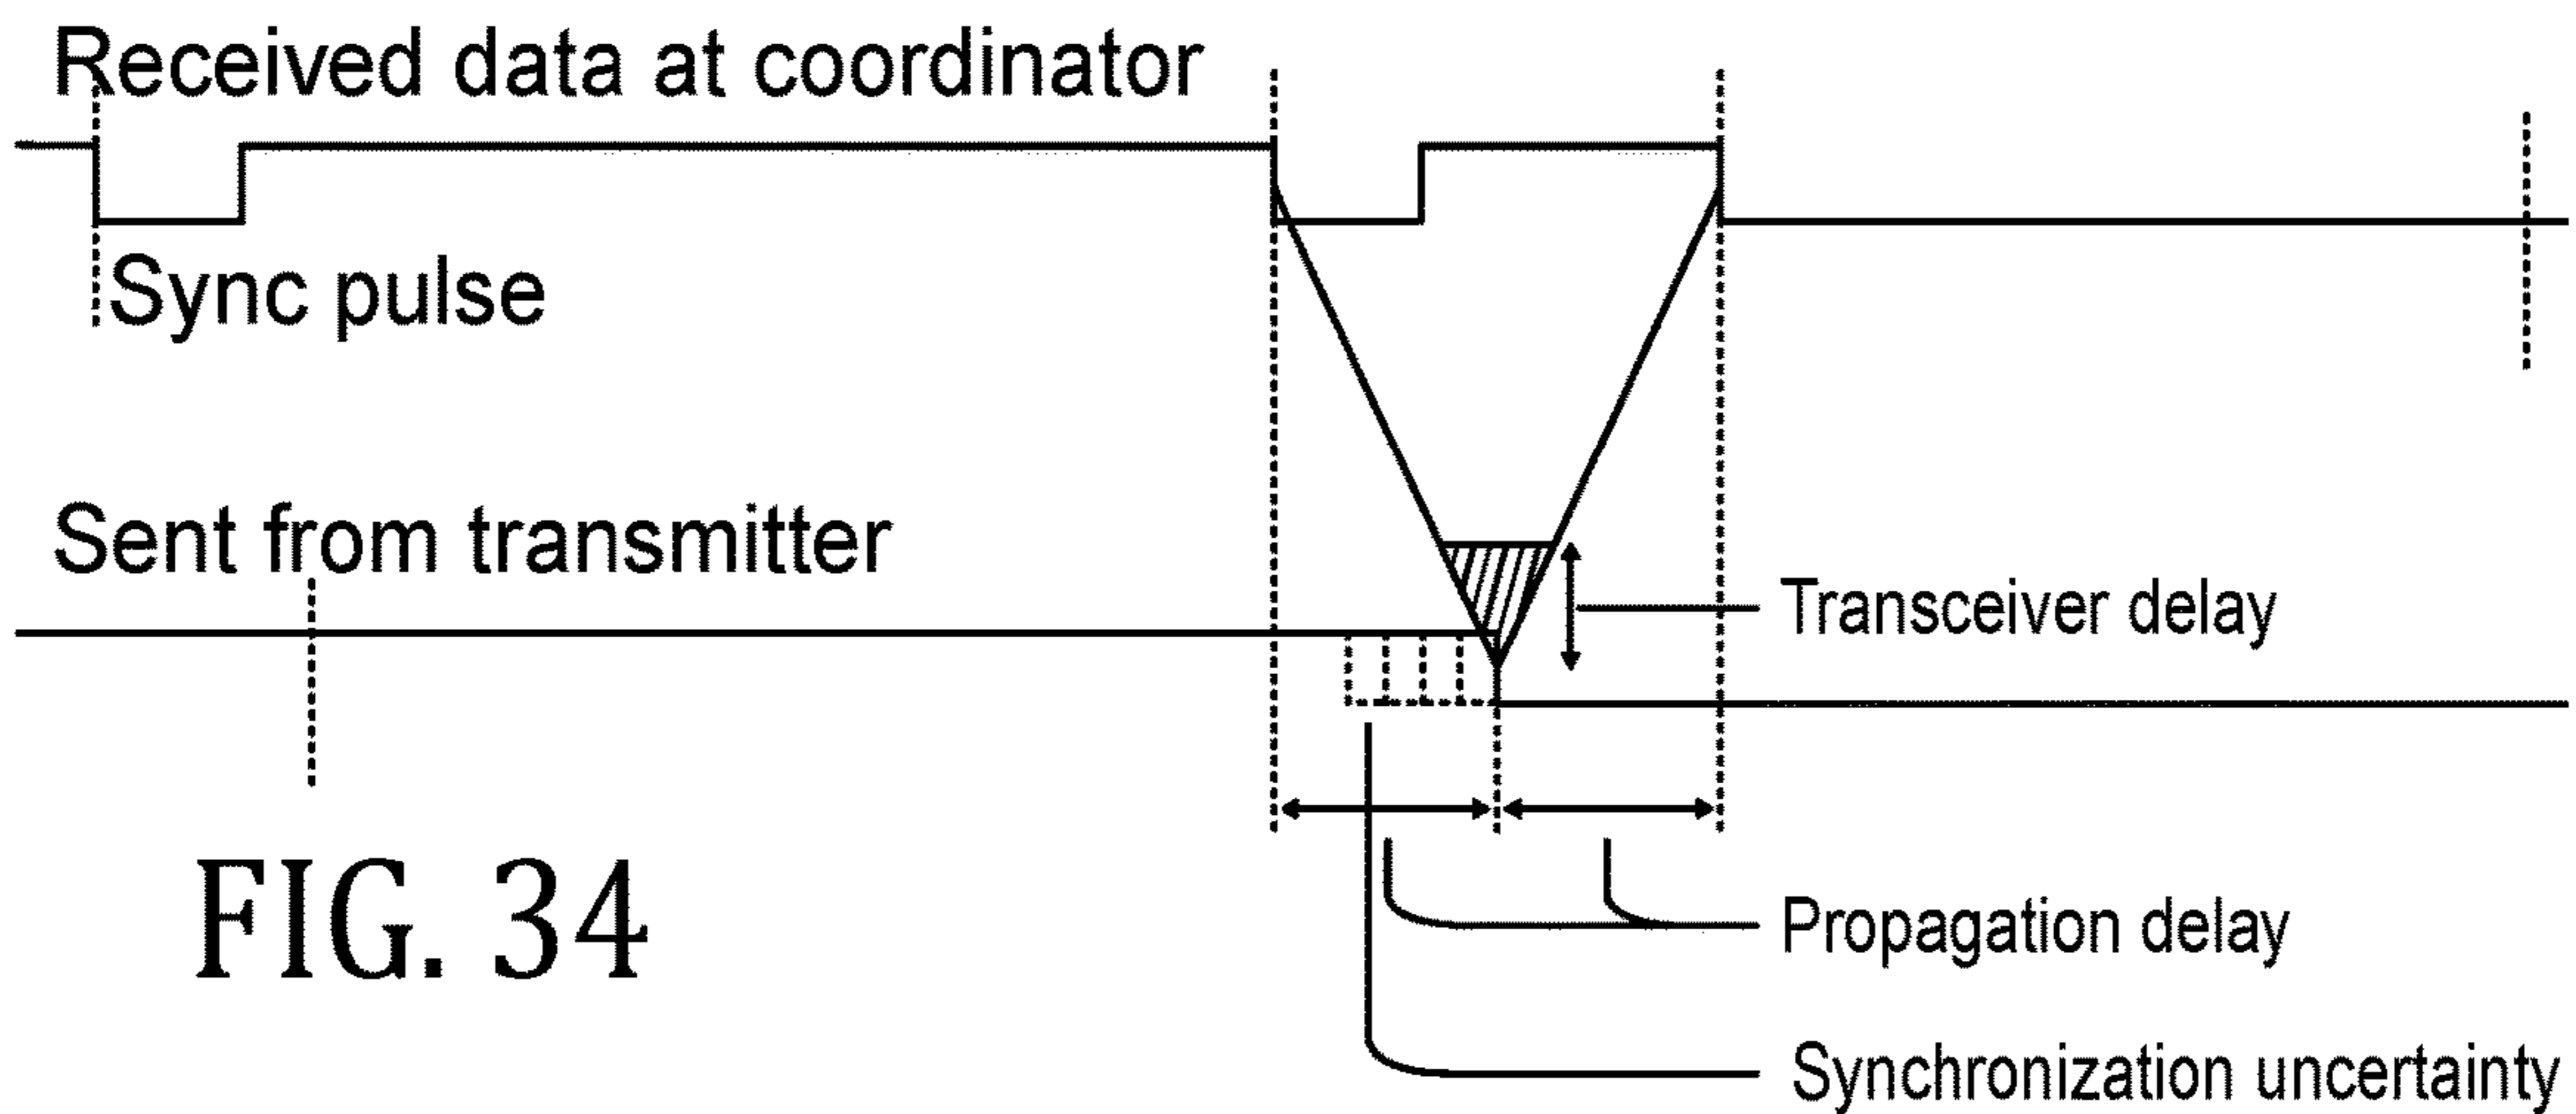 Received data at coordinator
Sync pulse
Sent from transmitter
Transceiver delay
Propagation delay
Synchronization uncertainty
FIG. 34